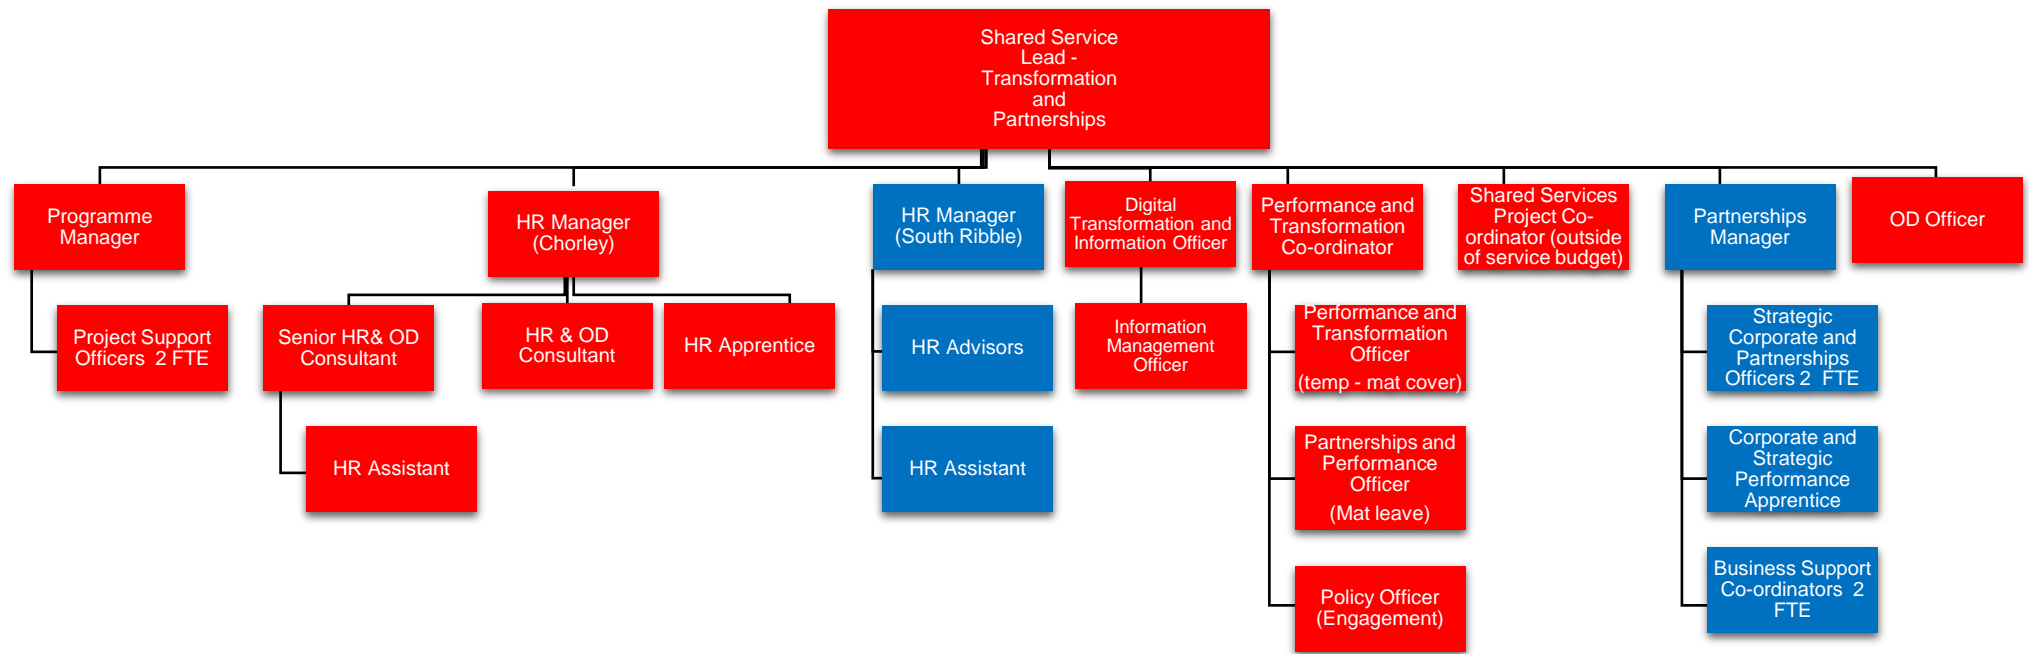 Shared Service
Lead -
Transformation
and
Partnerships
Programme
Manager
HR Manager
(Chorley)
HR Manager
(South Ribble)
Digital
Transformation and
Information Officer
Performance and
Transformation
Co-ordinator
Shared Services
Project Co-
ordinator (outside
of service budget)
Partnerships
Manager
OD Officer
Project Support
Officers 2 FTE
Senior HR& OD
Consultant
HR & OD
Consultant
HR Apprentice
HR Advisors
Information
Management
Officer
Performance and
Transformation
Officer
(temp - mat cover)
Strategic
Corporate and
Partnerships
Officers 2 FTE
HR Assistant
HR Assistant
Partnerships and
Performance
Officer
(Mat leave)
Corporate and
Strategic
Performance
Apprentice
Policy Officer
(Engagement)
Business Support
Co-ordinators 2
FTE